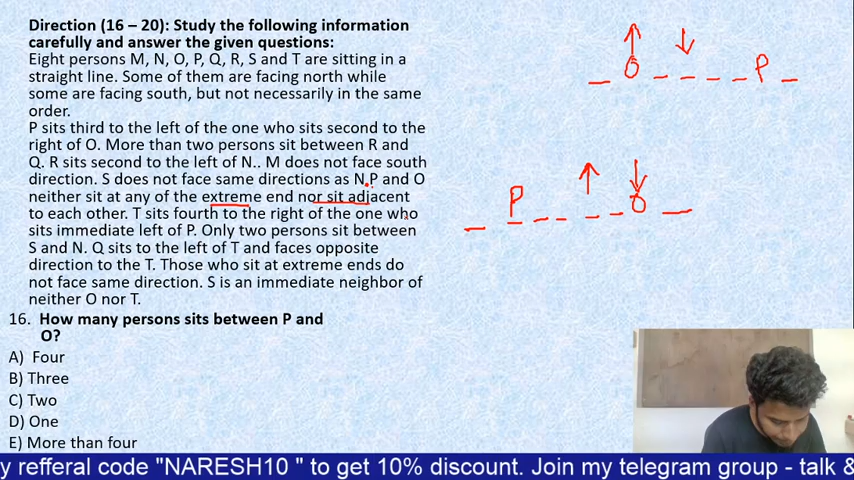 Direction (16 – 20): Study the following information
carefully and answer the given questions:
Eight persons M, N, O, P, Q, R, S and T are sitting in a
straight line. Some of them are facing north while
some are facing south, but not necessarily in the same
order.
P sits third to the left of the one who sits second to the
right of O. More than two persons sit between R and
Q. R sits second to the left of N.. M does not face south
direction. S does not face same directions as N.P and O
neither sit at any of the extreme end nor sit adjacent
to each other. T sits fourth to the right of the one who
sits immediate left of P. Only two persons sit between
S and N. Q sits to the left of T and faces opposite
direction to the T. Those who sit at extreme ends do
not face same direction. S is an immediate neighbor of
neither O nor T.
16. How many persons sits between P and
O?
A) Four
B) Three
C) Two
D) One
E) More than four
O P
P O
y refferal code "NARESH10 " to get 10% discount. Join my telegram group - talk &